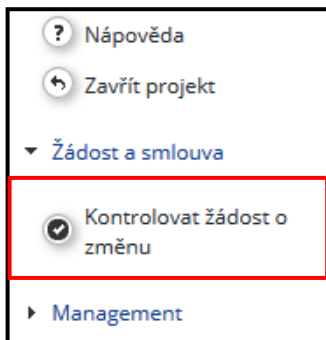 Nápověda
Zavřít projekt
Žádost a smlouva
Kontrolovat žádost o
změnu
Management